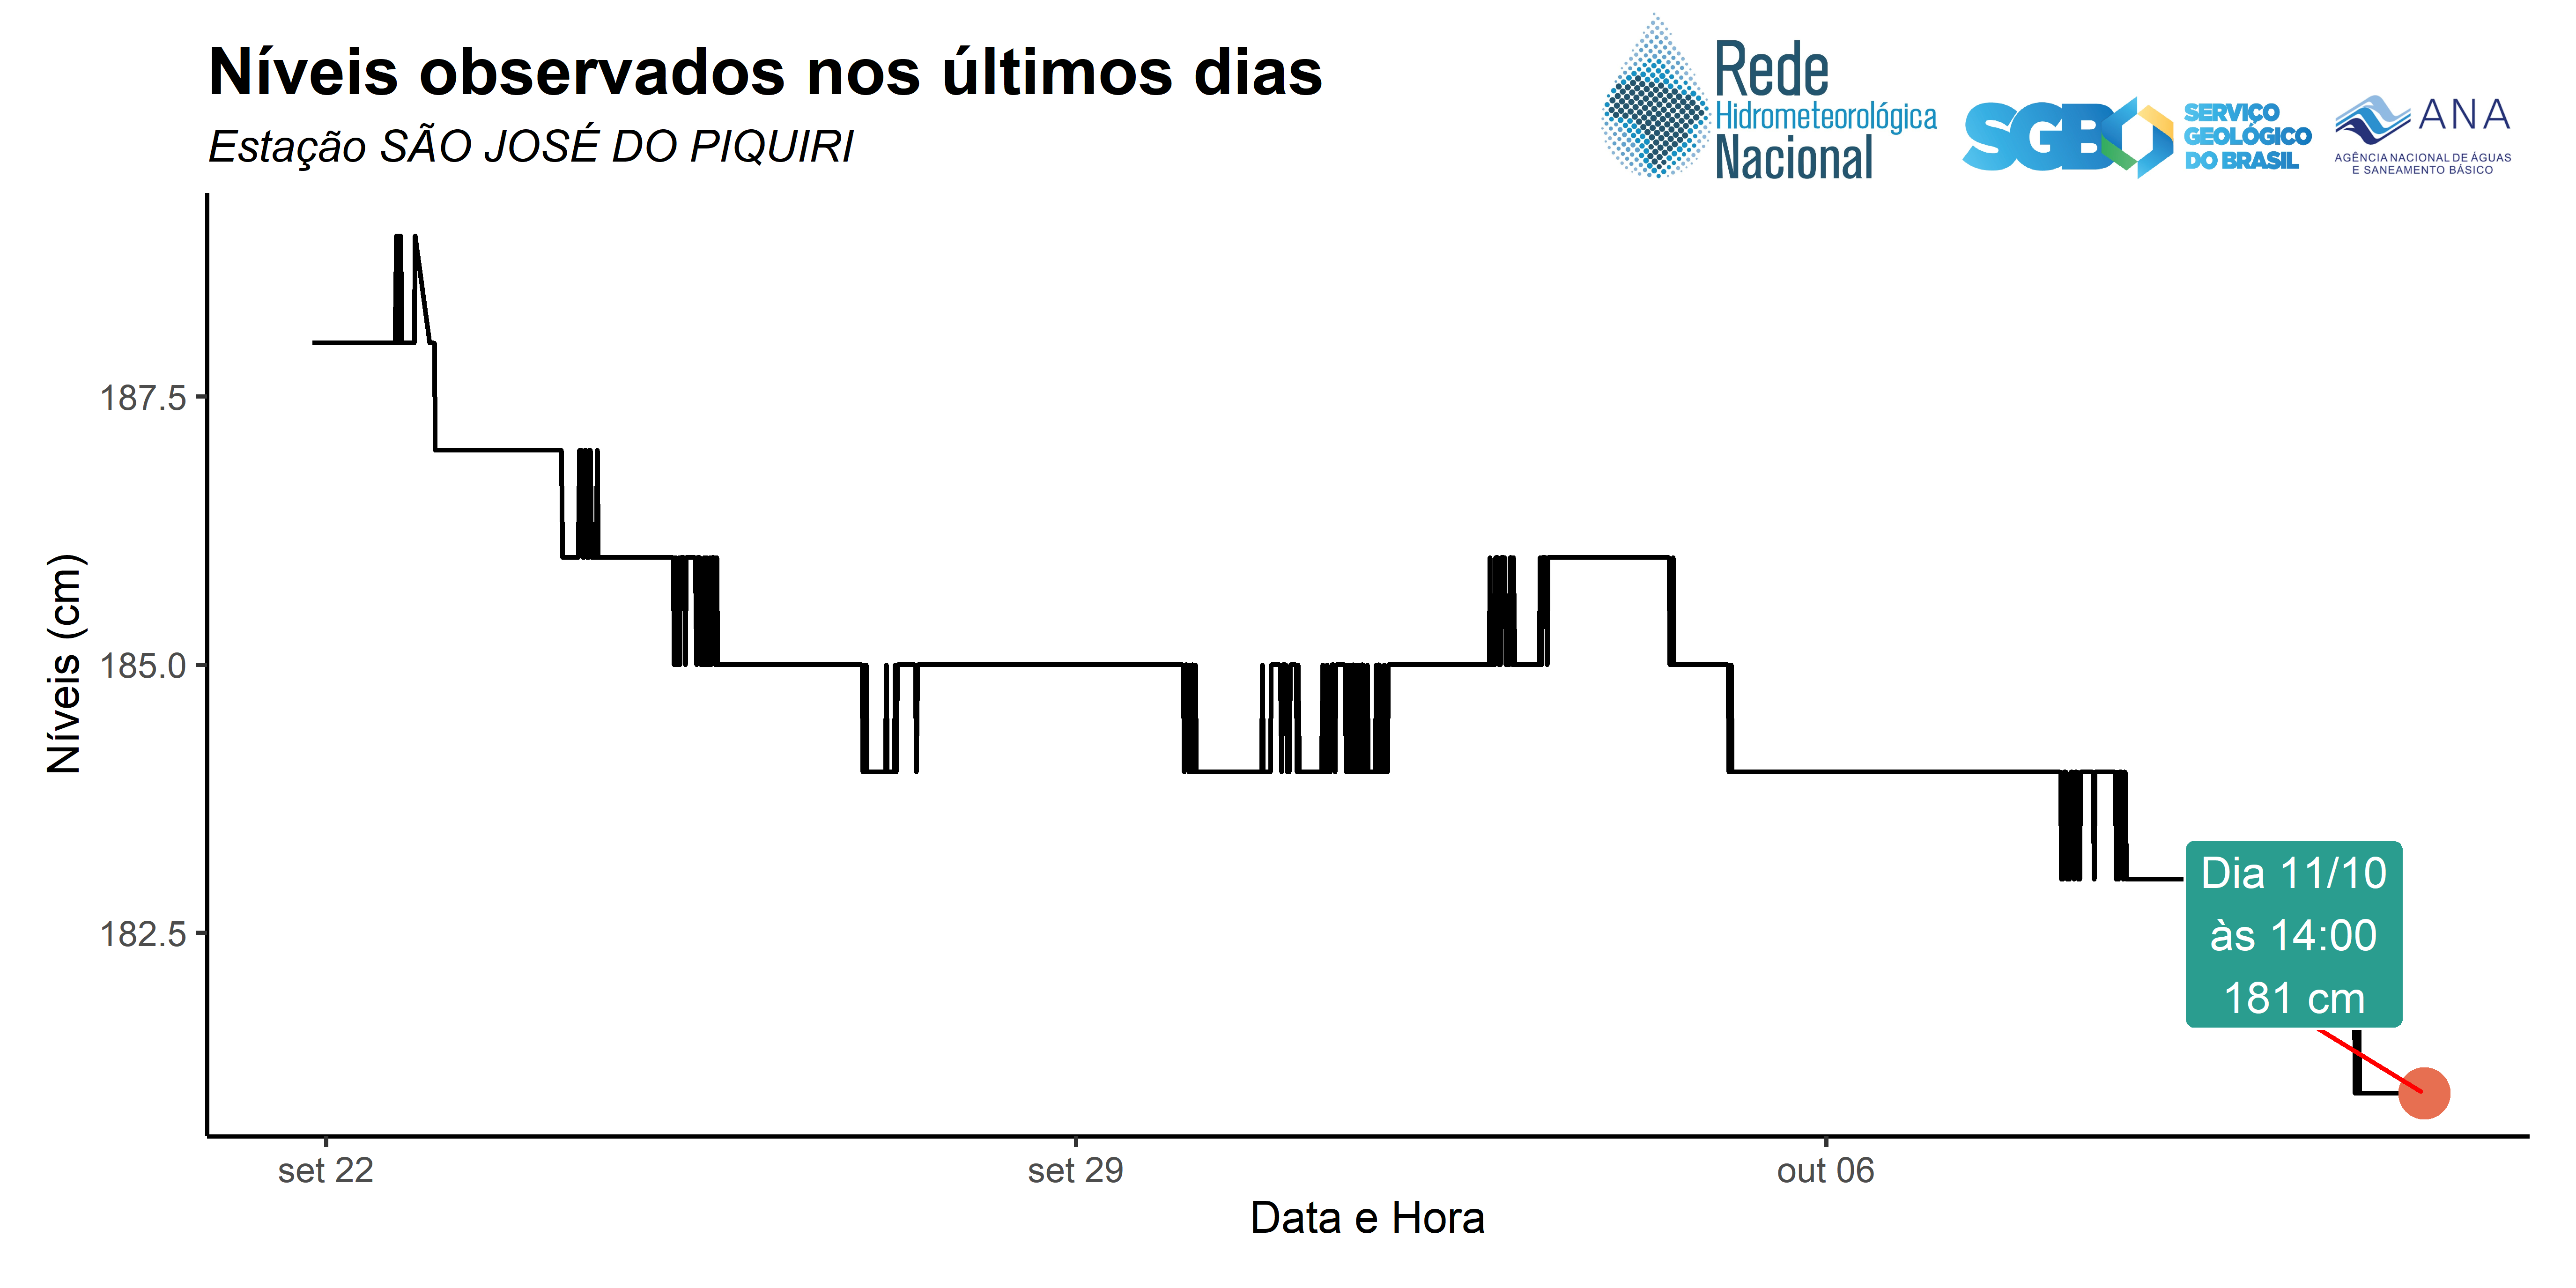 Níveis observados nos últimos dias
Estação SÃO JOSÉ DO PIQUIRI
Rede
Hidrometeorológica
Nacional
SGB
SERVIÇO
GEOLÓGICO
DO BRASIL
ANA
AGÊNCIA NACIONAL DE ÁGUAS
E SANEAMENTO BÁSICO
Níveis (cm)
187.5
185.0
182.5
Dia 11/10
às 14:00
181 cm
set 22
set 29
out 06
Data e Hora